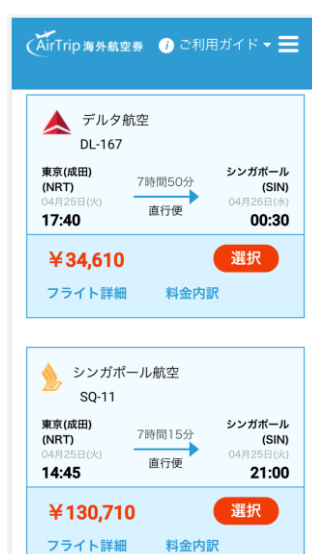 AirTrip 海外航空券 i ご利用ガイド
デルタ航空
DL-167
東京(成田)
(NRT)
04月25日(火)
17:40
7時間50分
直行便
シンガポール
(SIN)
04月26日(水)
00:30
¥34,610 選択
フライト詳細 料金内訳
シンガポール航空
SQ-11
東京(成田)
(NRT)
04月25日(火)
14:45
7時間15分
直行便
シンガポール
(SIN)
04月25日(火)
21:00
¥130,710 選択
フライト詳細 料金内訳